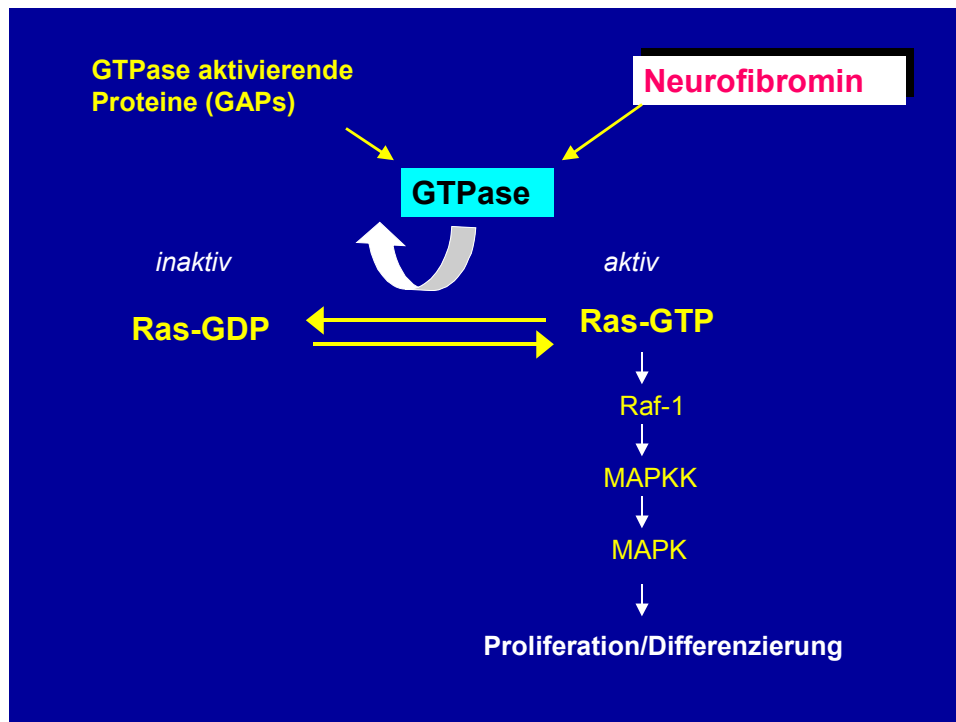 GTPase aktivierende
Proteine (GAPs)
Neurofibromin
GTPase
inaktiv
aktiv
Ras-GDP
Ras-GTP
Raf-1
MAPKK
MAPK
Proliferation/Differenzierung